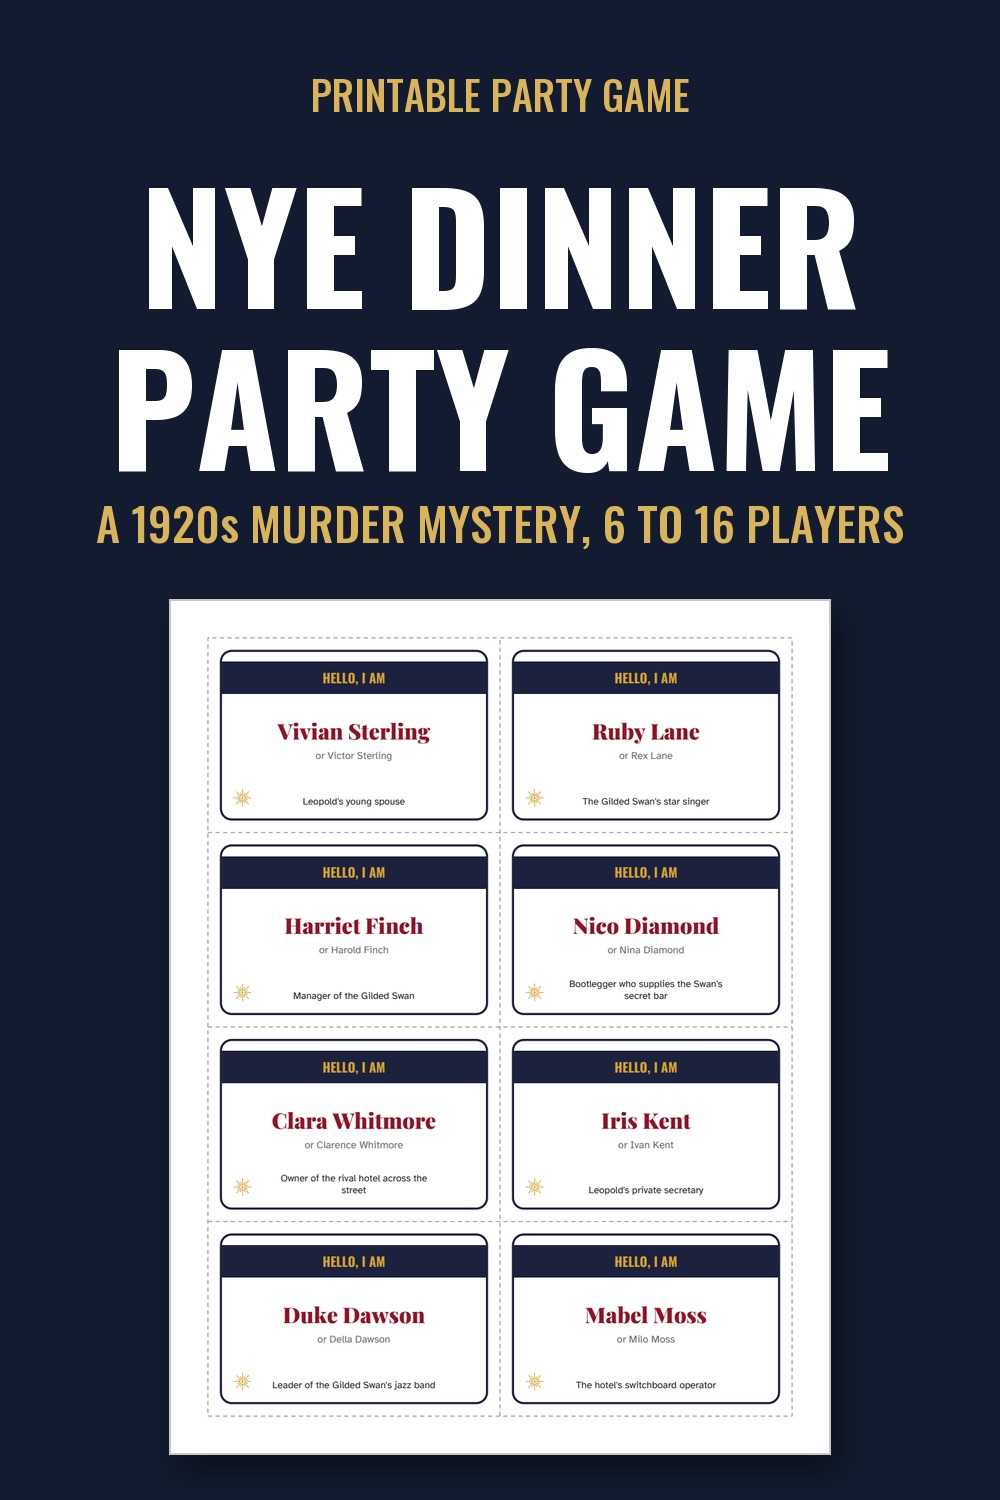 PRINTABLE PARTY GAME
NYE DINNER
PARTY GAME
A 1920s MURDER MYSTERY, 6 TO 16 PLAYERS
HELLO, I AM
Vivian Sterling
or Victor Sterling
Leopold's young spouse
HELLO, I AM
Ruby Lane
or Rex Lane
The Gilded Swan's star singer
HELLO, I AM
Harriet Finch
or Harold Finch
Manager of the Gilded Swan
HELLO, I AM
Nico Diamond
or Nina Diamond
Bootlegger who supplies the Swan's
secret bar
HELLO, I AM
Clara Whitmore
or Clarence Whitmore
Owner of the rival hotel across the
street
HELLO, I AM
Iris Kent
or Ivan Kent
Leopold's private secretary
HELLO, I AM
Duke Dawson
or Della Dawson
Leader of the Gilded Swan's jazz band
HELLO, I AM
Mabel Moss
or Milo Moss
The hotel's switchboard operator